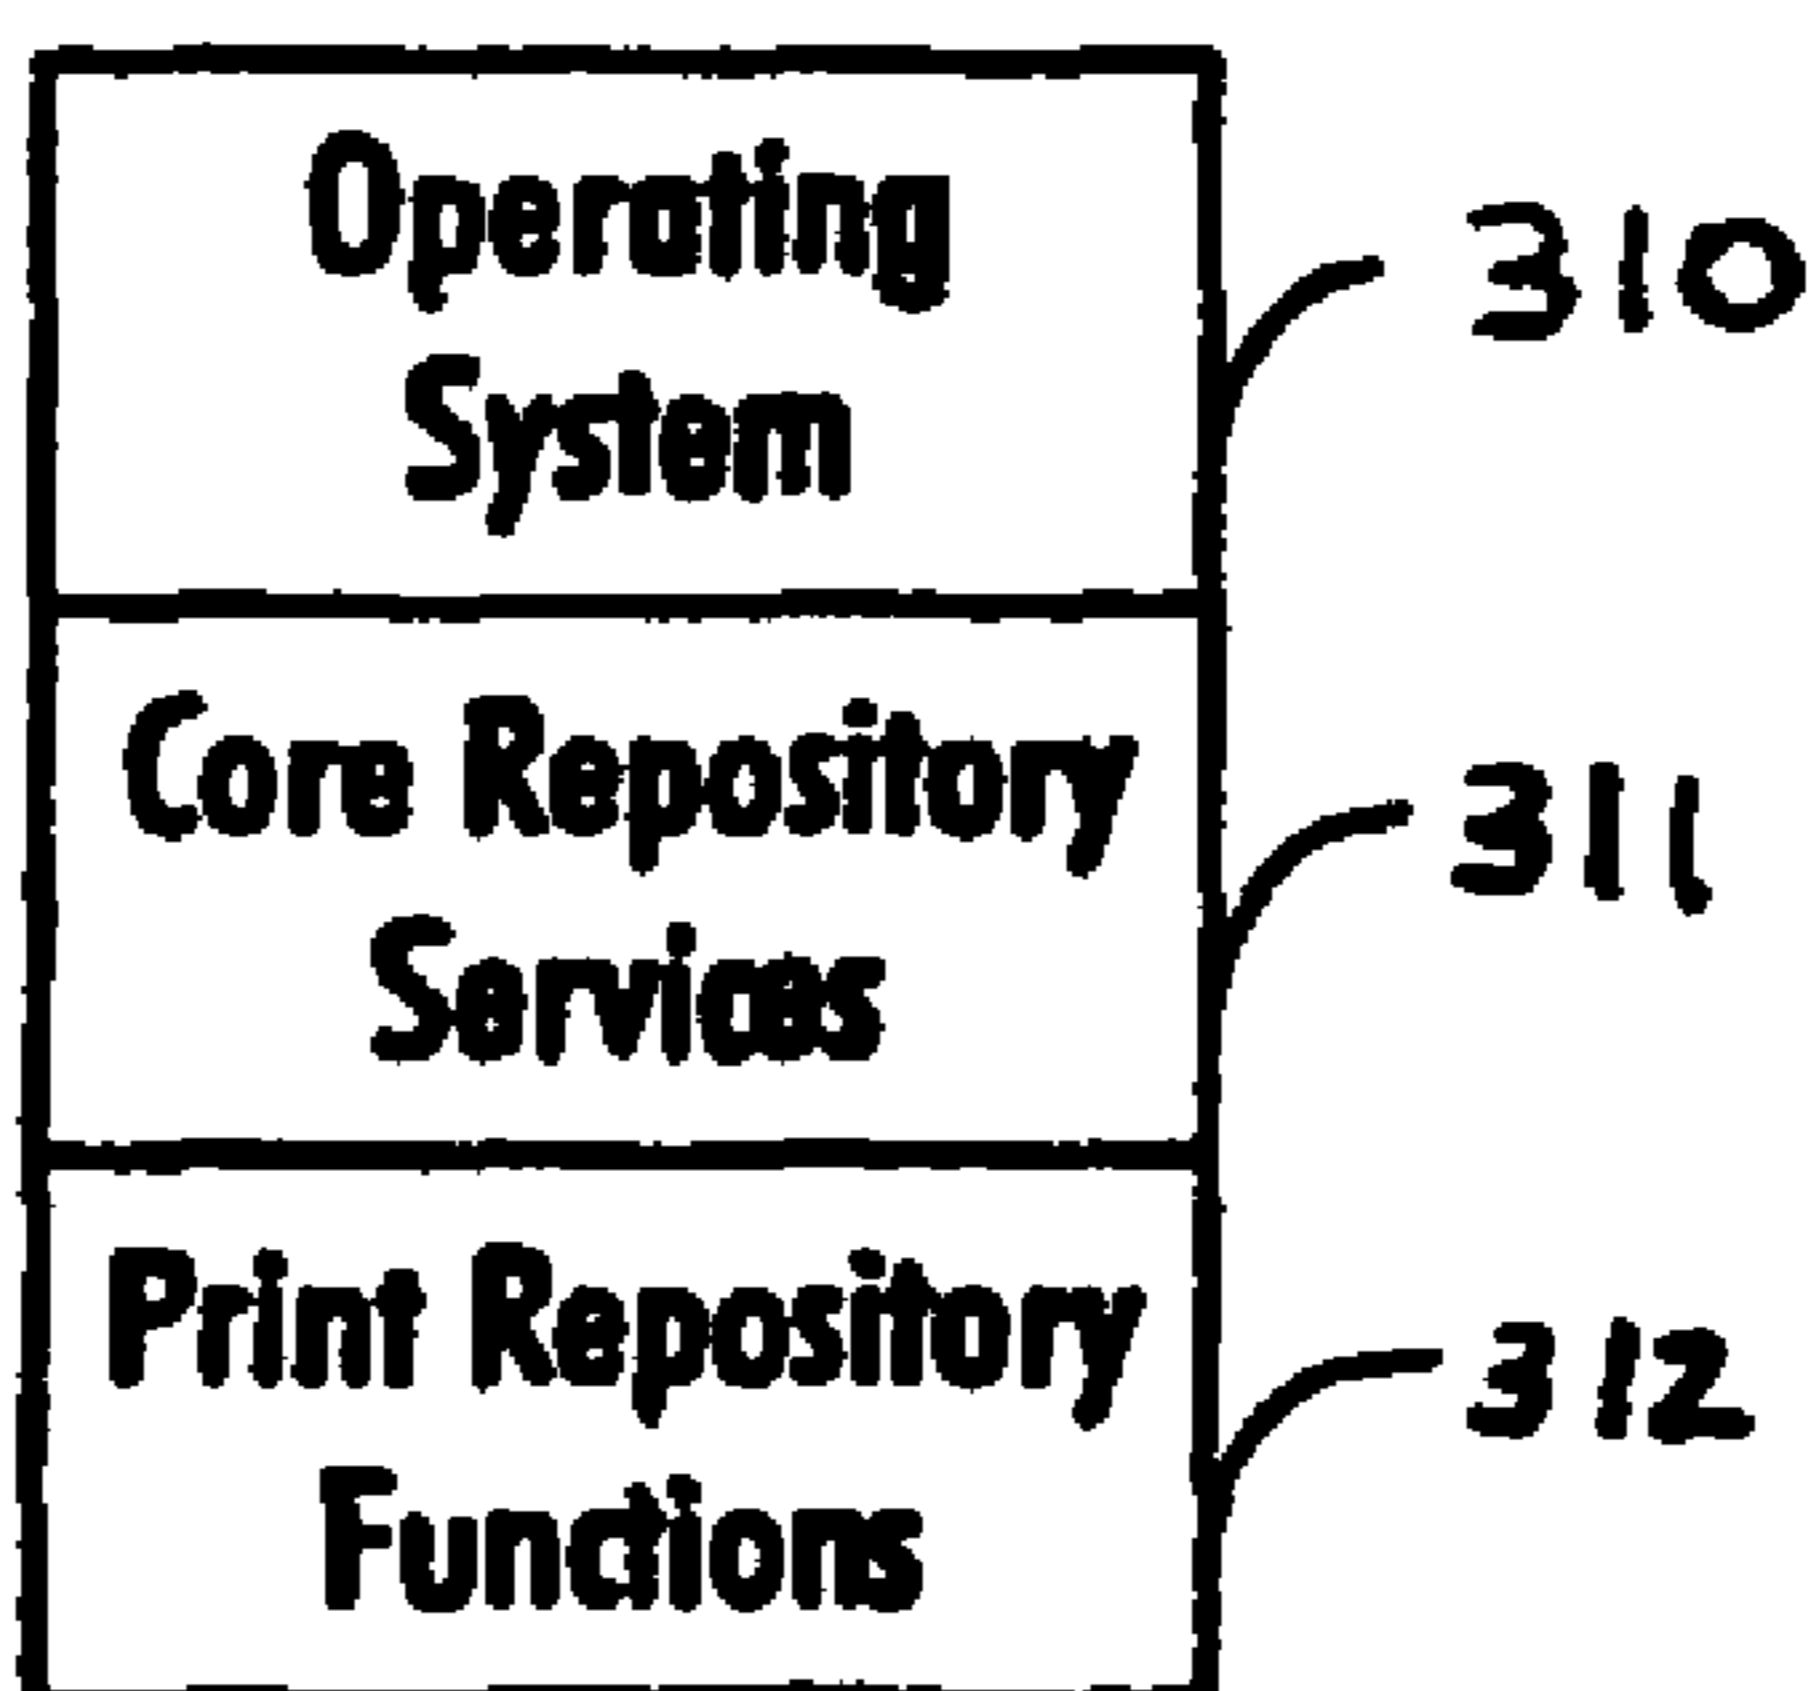 Operating
System
310
Core Repository
Services
311
Print Repository
Functions
312